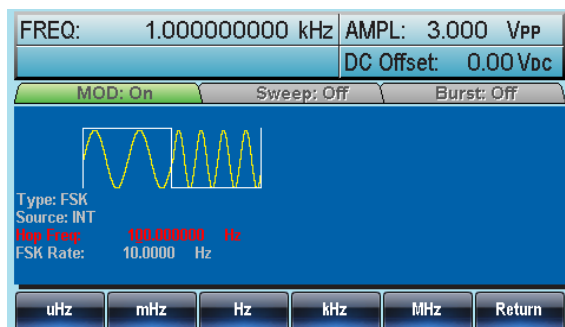 FREQ: 1.000000000 kHz AMPL: 3.000 VPP
DC Offset: 0.00 VDC
MOD: On Sweep: Off Burst: Off
Type: FSK
Source: INT
Hop Freq: 100.000000 Hz
FSK Rate: 10.0000 Hz
uHz mHz Hz kHz MHz Return